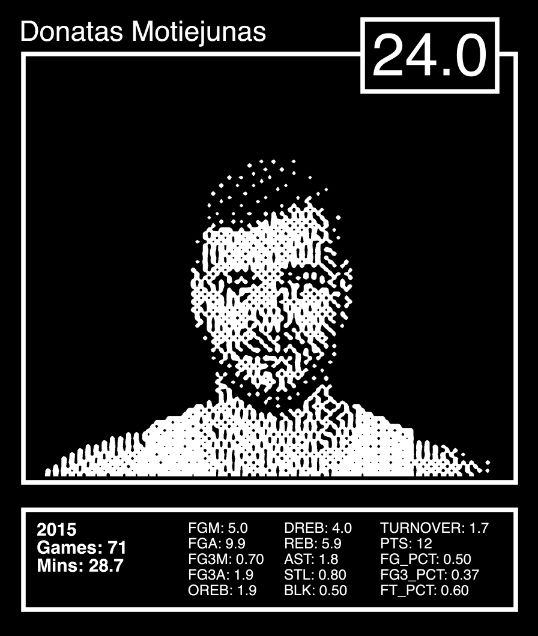 Donatas Motiejunas
24.0
2015
Games: 71
Mins: 28.7
FGM: 5.0
FGA: 9.9
FG3M: 0.70
FG3A: 1.9
OREB: 1.9
DREB: 4.0
REB: 5.9
AST: 1.8
STL: 0.80
BLK: 0.50
TURNOVER: 1.7
PTS: 12
FG_PCT: 0.50
FG3_PCT: 0.37
FT_PCT: 0.60